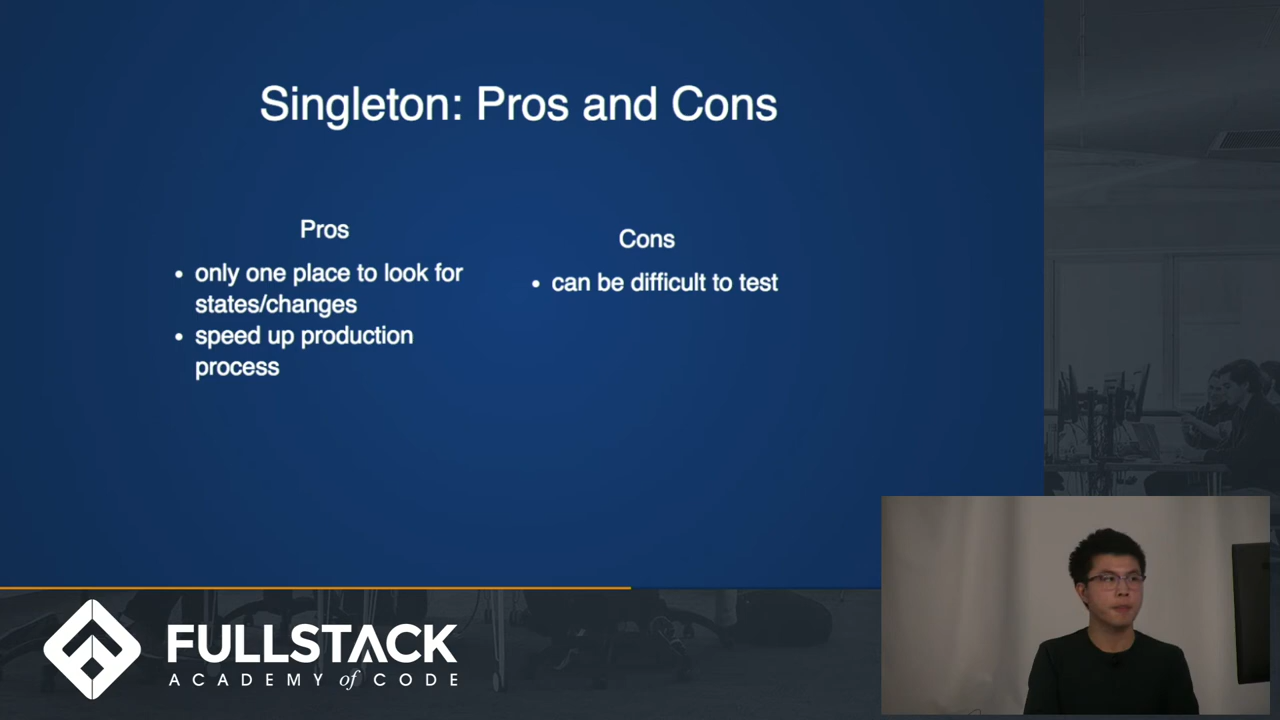 Singleton: Pros and Cons
Pros
• only one place to look for
states/changes
• speed up production
process
Cons
• can be difficult to test
FULLSTACK
ACADEMY of CODE